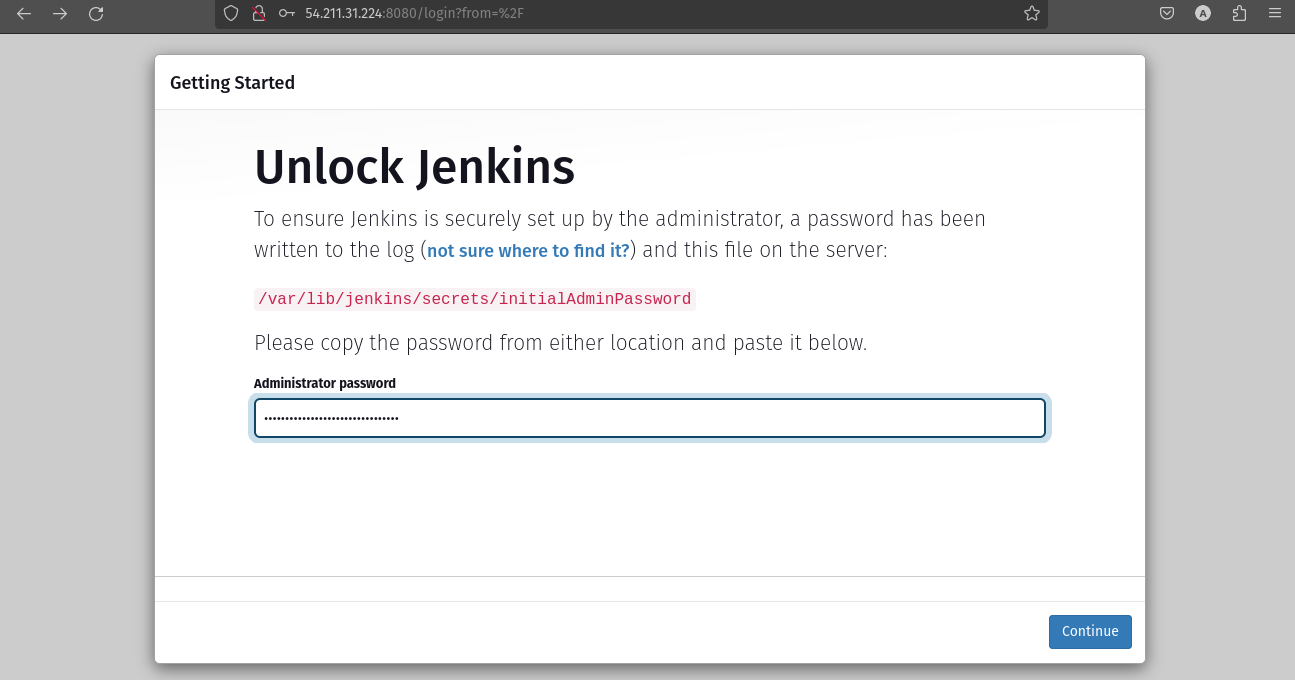 54.211.31.224:8080/login?from=%2F
A
Getting Started
Unlock Jenkins
To ensure Jenkins is securely set up by the administrator, a password has been
written to the log (not sure where to find it?) and this file on the server:
/var/lib/jenkins/secrets/initialAdminPassword
Please copy the password from either location and paste it below.
Administrator password
••••••••••••••••••••••••••••••••
Continue